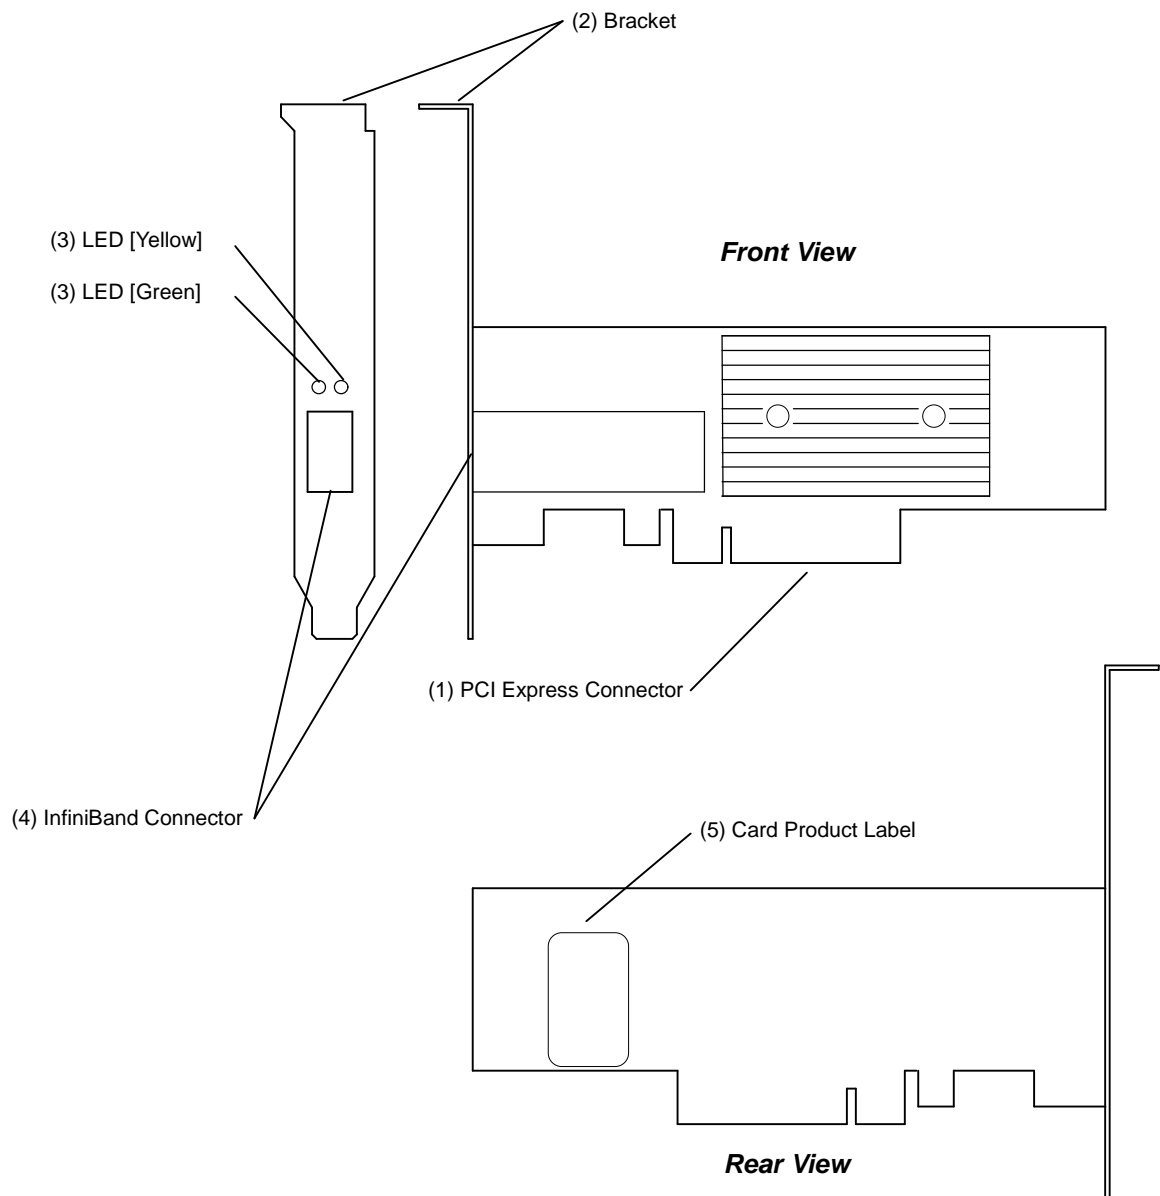 (2) Bracket
(3) LED [Yellow]
Front View
(3) LED [Green]
(1) PCI Express Connector
(4) InfiniBand Connector
(5) Card Product Label
Rear View